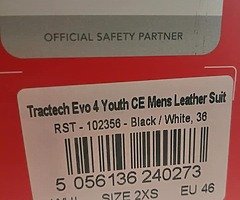 OFFICIAL SAFETY PARTNER
Tractech Evo 4 Youth CE Mens Leather Suit
RST - 102356 - Black / White, 36
5 056136 240273
SIZE 2XS EU 46